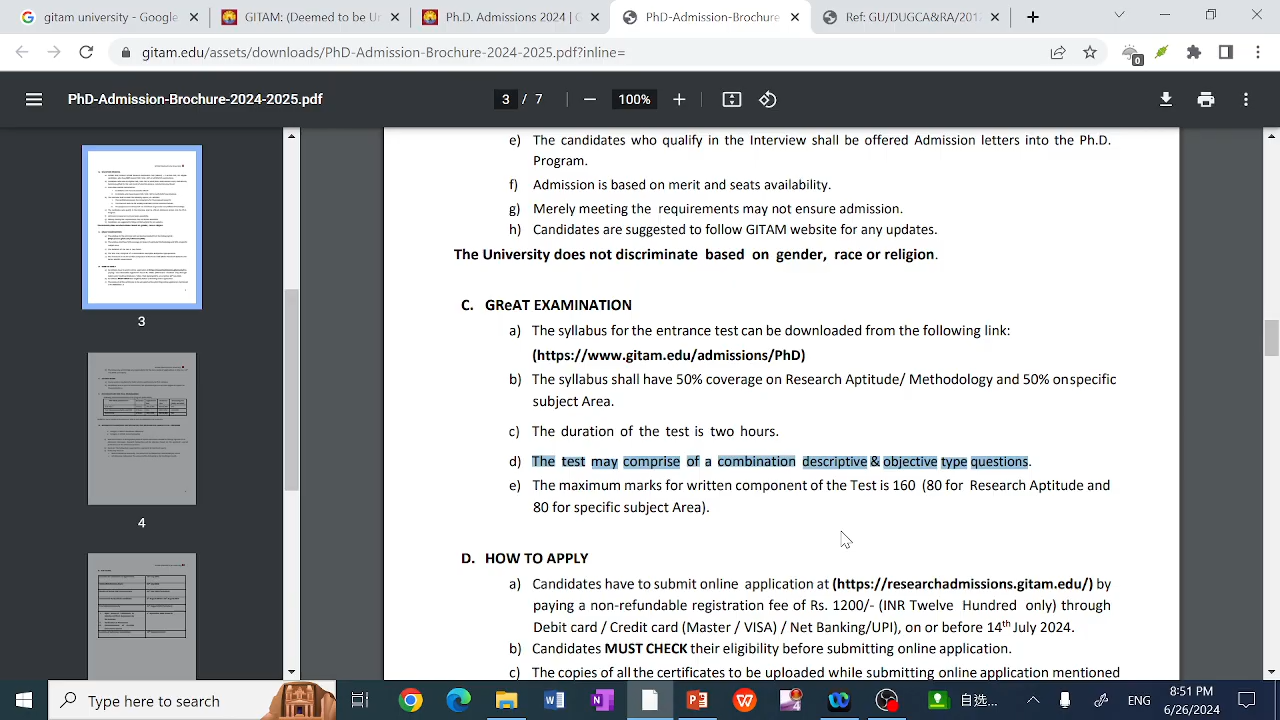 gitam university - Google
GITAM: (Deemed to be Un
Ph.D. Admissions 2024 | G
PhD-Admission-Brochure
Ref: GU/DUGCAR/RA/2012
gitam.edu/assets/downloads/PhD-Admission-Brochure-2024-2025.pdf?inline=
0
PhD-Admission-Brochure-2024-2025.pdf
3 / 7
100%
3
4
e) The candidates who qualify in the Interview shall be offered Admission letters into the Ph.D.
Program.
f) Admission is based on merit and seats availability.
g) Merely meeting the requirements may not ensure admission.
h) Candidates are suggested to follow GITAM website for any updates.
The University does not discriminate based on gender, race or religion.
C. GReAT EXAMINATION
a) The syllabus for the entrance test can be downloaded from the following link:
(https://www.gitam.edu/admissions/PhD)
b) The syllabus shall have 50% coverage on Research Aptitude/ Methodology and 50% on specific
subject Area.
c) The duration of the test is two hours.
d) The test may comprise of a combination descriptive & objective type questions.
e) The maximum marks for written component of the Test is 160 (80 for Research Aptitude and
80 for specific subject Area).
D. HOW TO APPLY
a) Candidates have to submit online application at (https://researchadmissions.gitam.edu/) by
paying a non-refundable registration fee of Rs. 1200/- (INR Twelve Hundred only) through
Debit card / Credit card (Master / VISA) / Net Banking/UPI), on or before 14th July 2024.
b) Candidates MUST CHECK their eligibility before submitting online application.
c) The copies of all the certificate to be uploaded while submitting online application mentioned
Type here to search
自选...
ENG
8:51 PM
6/26/2024